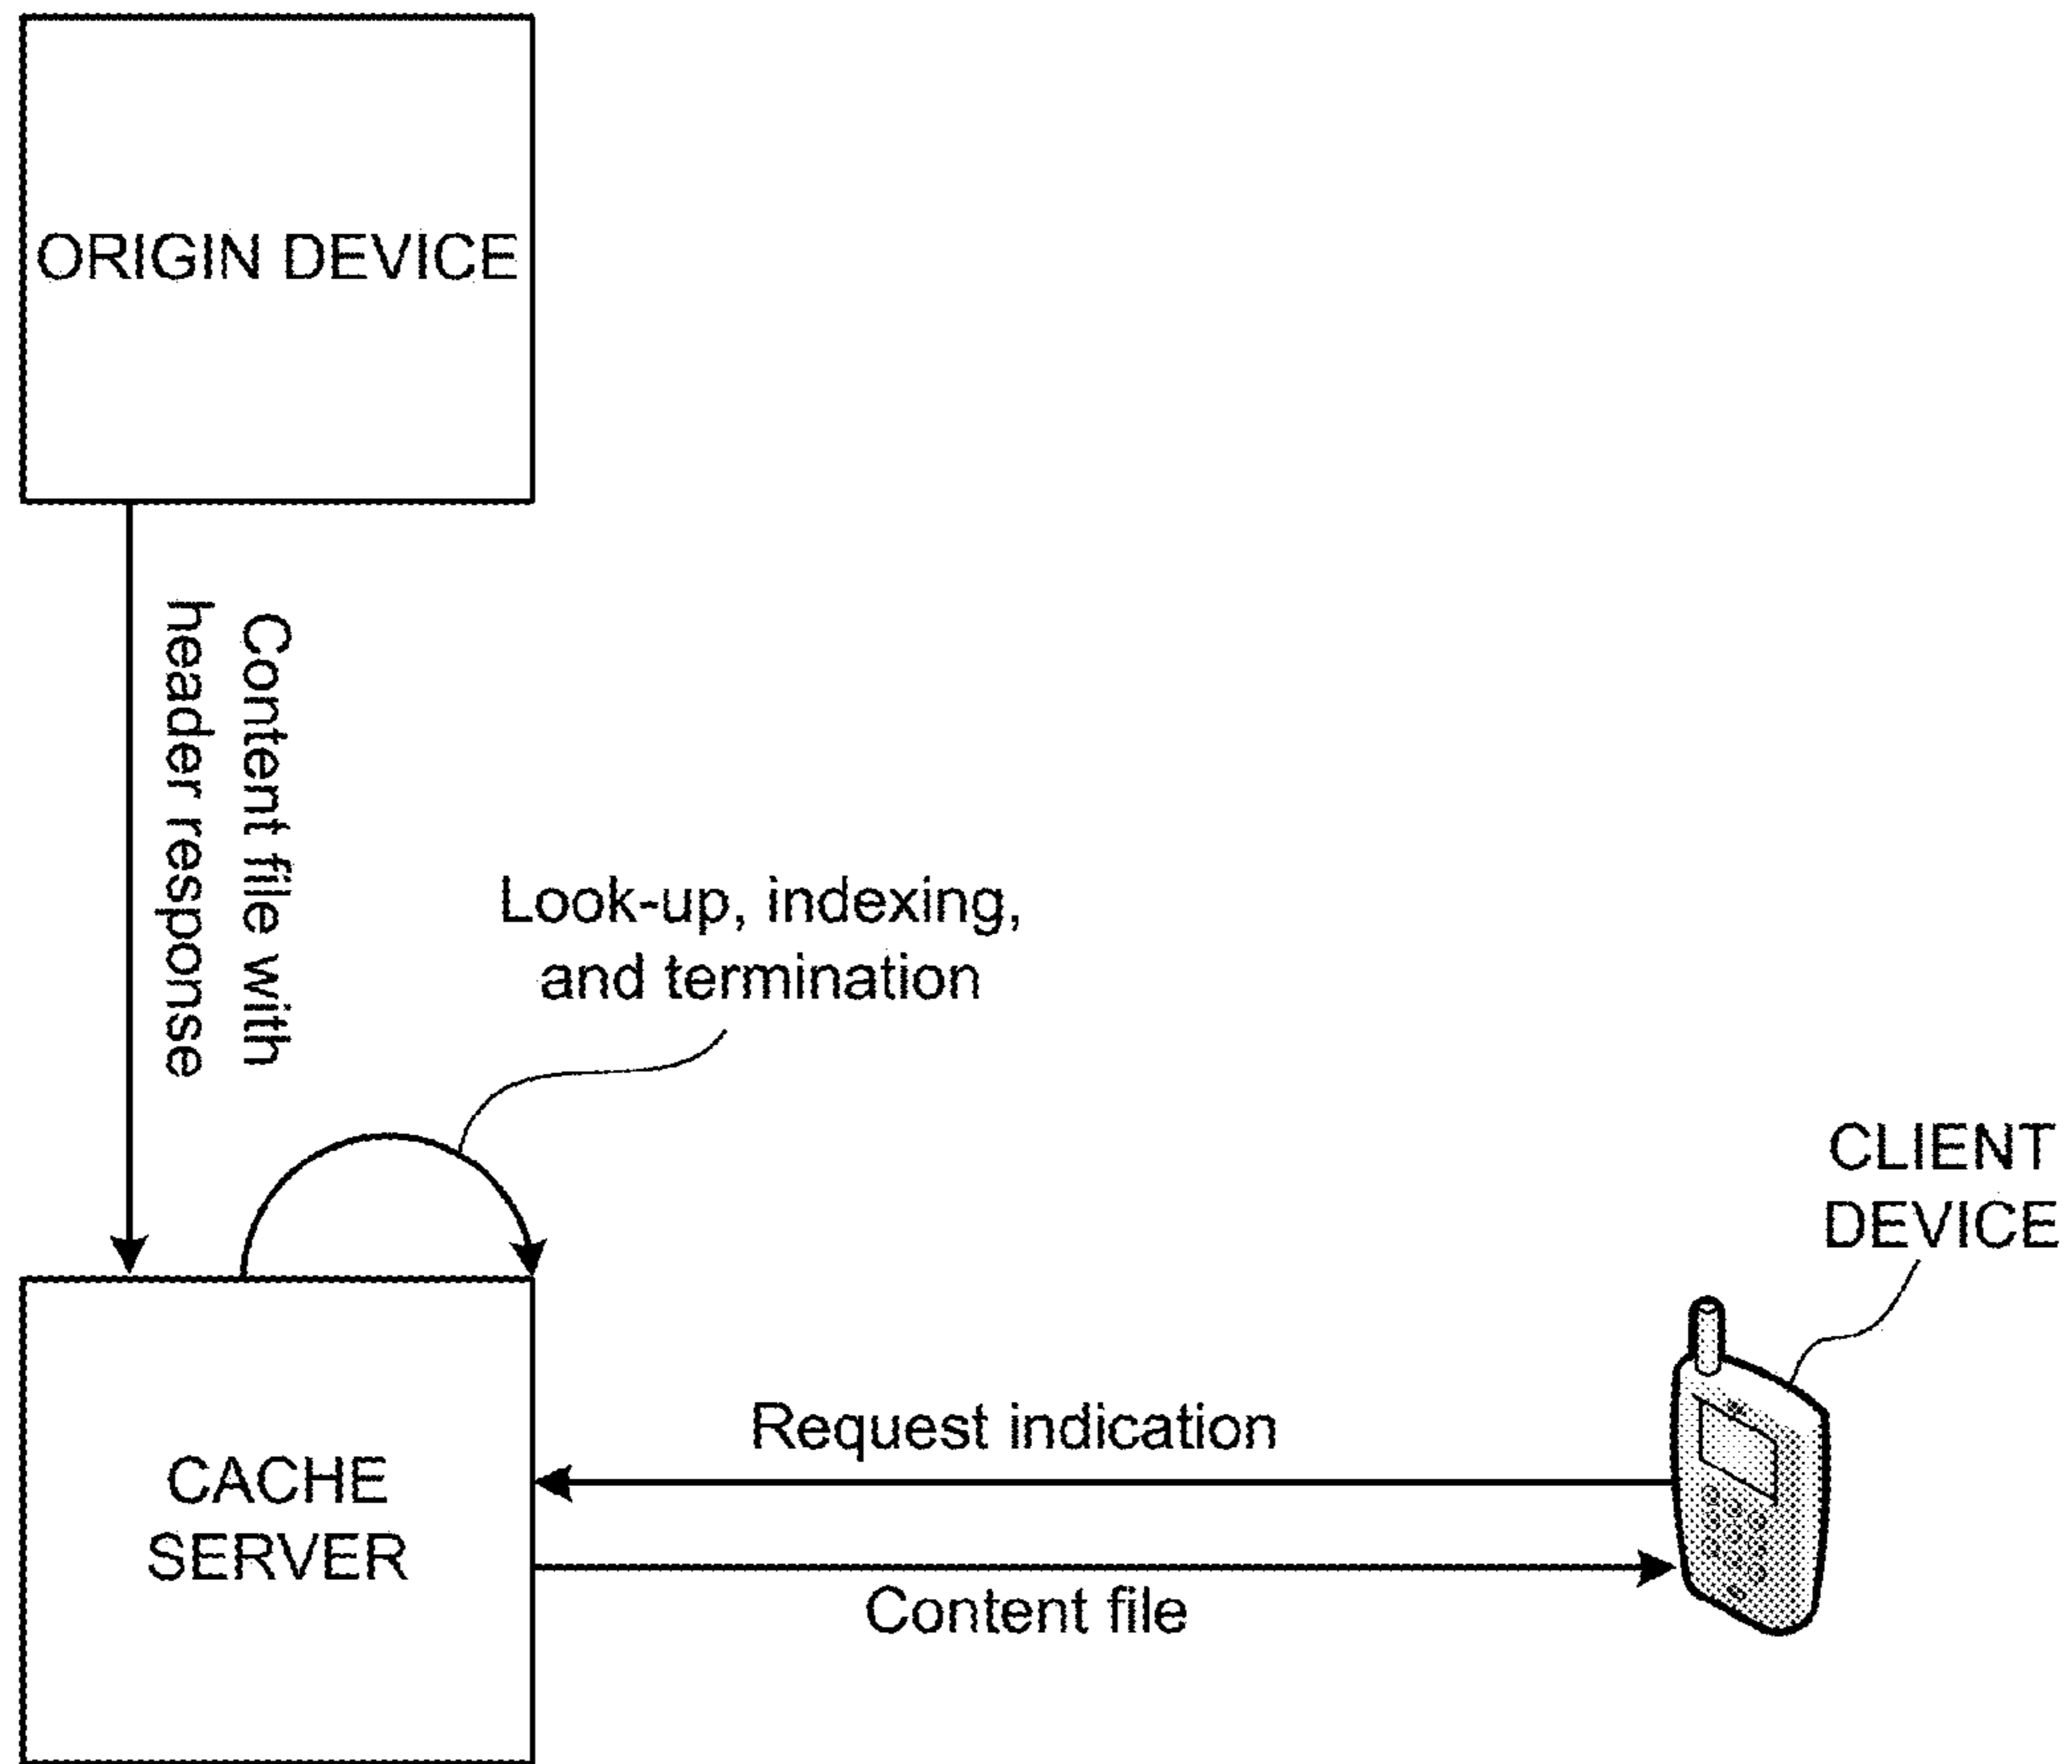 ORIGIN DEVICE
Content file with
header response
Look-up, indexing,
and termination
CLIENT
DEVICE
Request indication
CACHE
SERVER
Content file